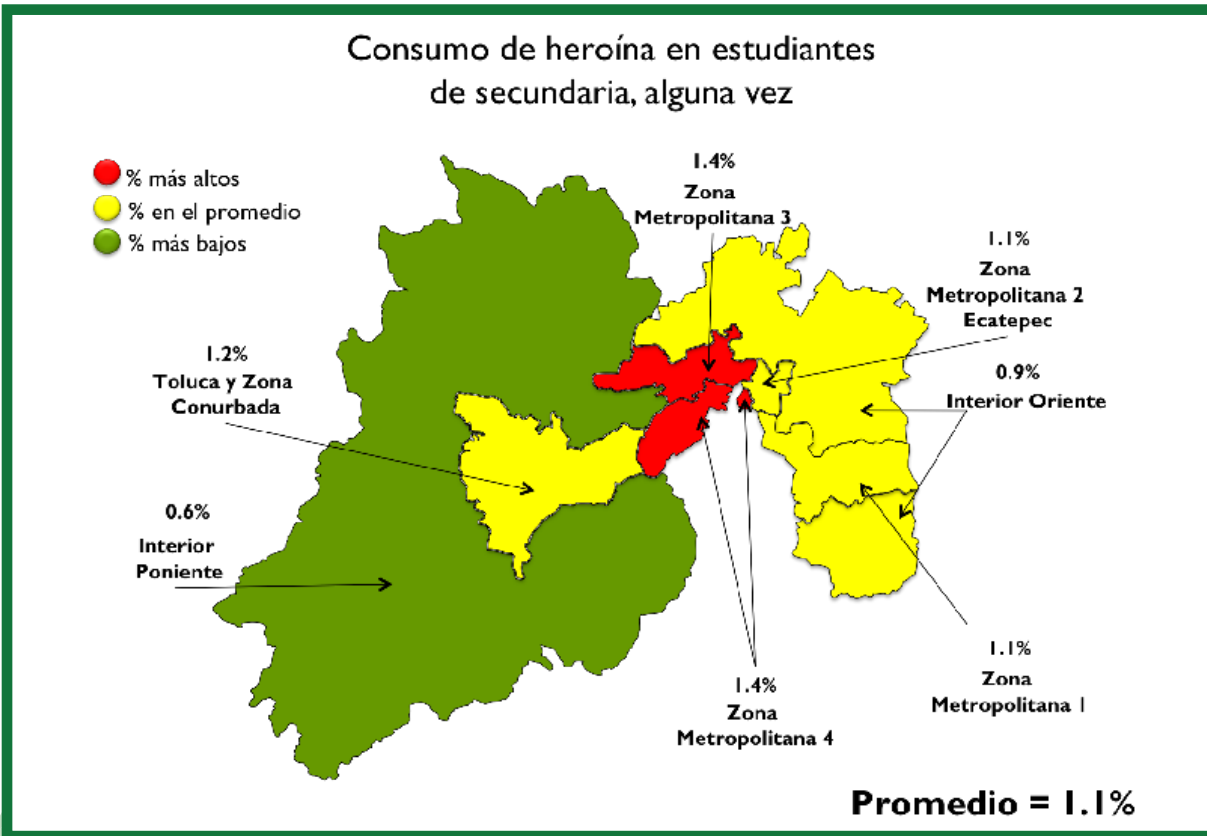 Consumo de heroína en estudiantes
de secundaria, alguna vez
% más altos
% en el promedio
% más bajos
1.4%
Zona
Metropolitana 3
1.1%
Zona
Metropolitana 2
Ecatepec
1.2%
Toluca y Zona
Conurbada
0.9%
Interior Oriente
0.6%
Interior
Poniente
1.4%
Zona
Metropolitana 4
1.1%
Zona
Metropolitana 1
Promedio = 1.1%